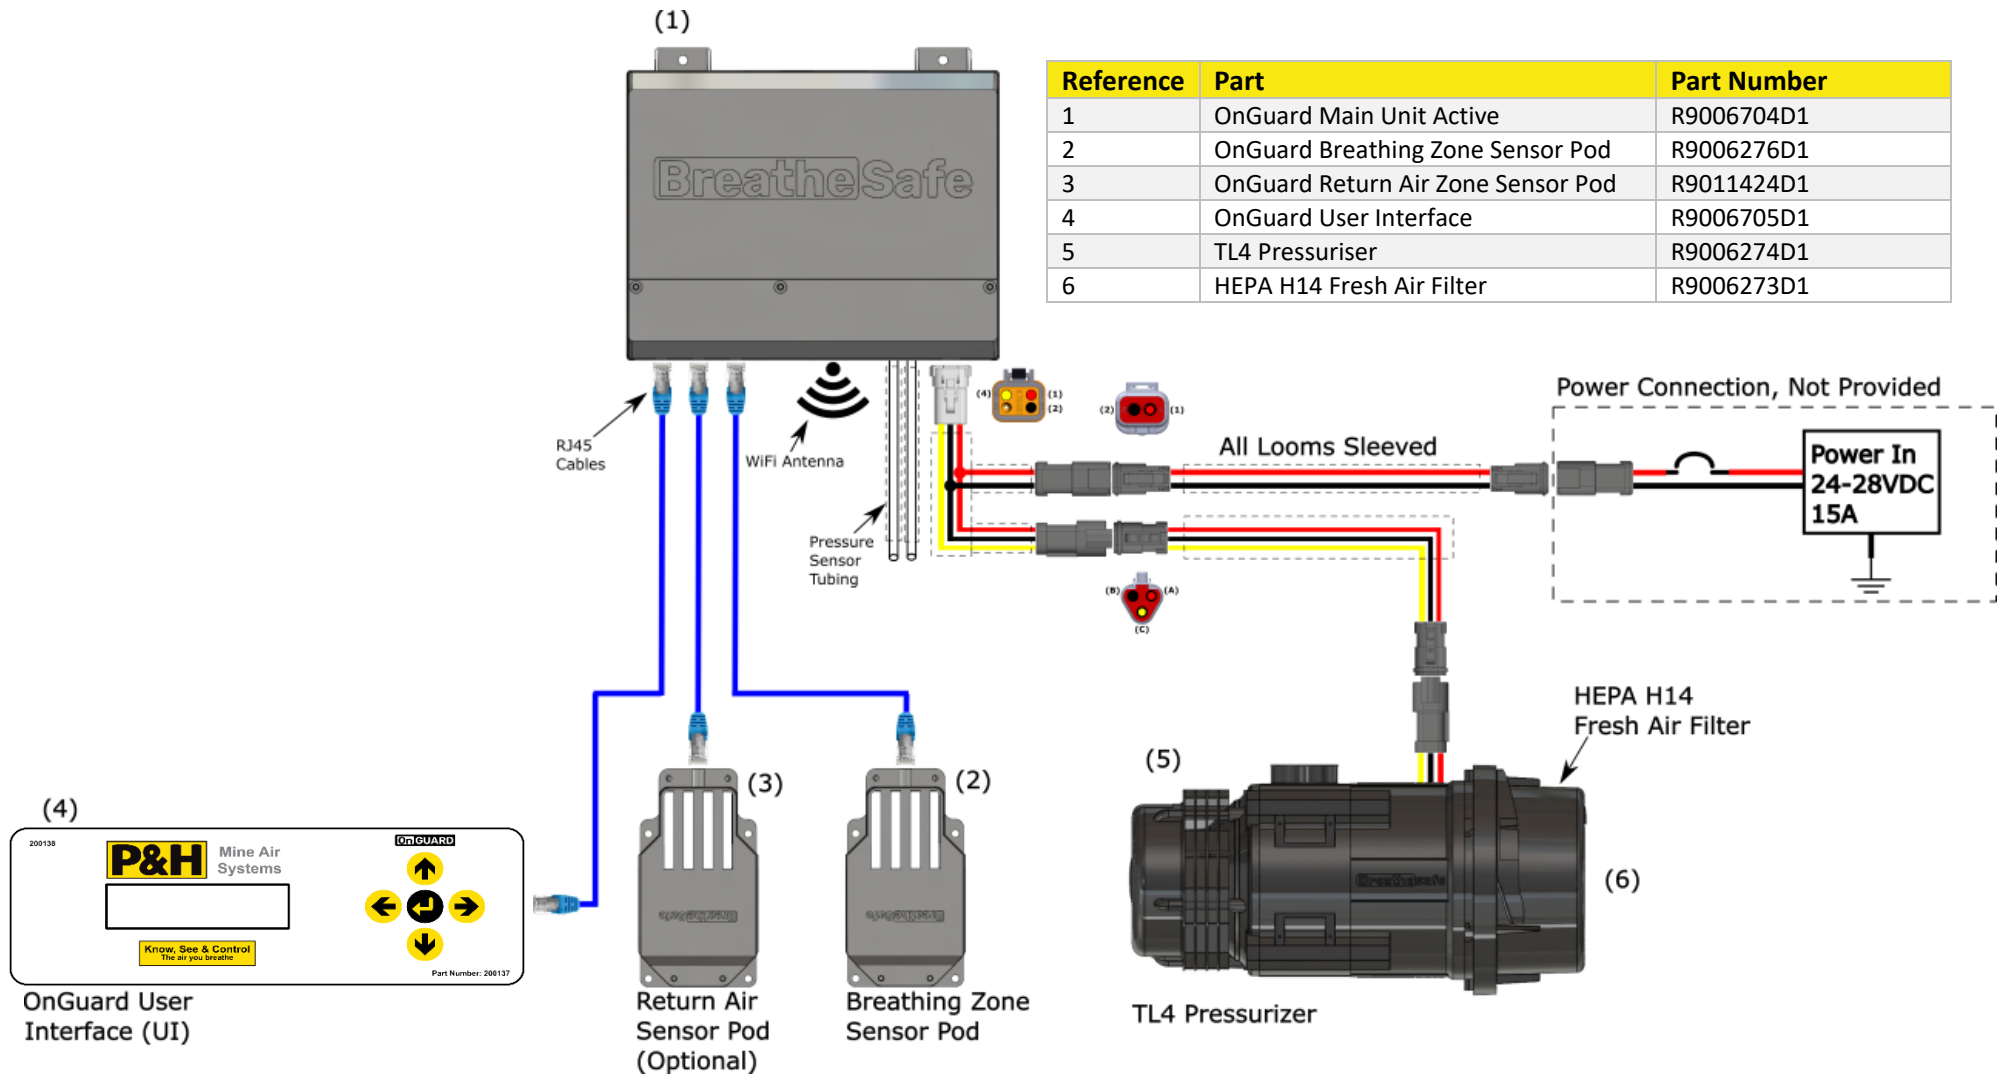 (1)
Reference Part Part Number
1 OnGuard Main Unit Active R9006704D1
2 OnGuard Breathing Zone Sensor Pod R9006276D1
3 OnGuard Return Air Zone Sensor Pod R9011424D1
4 OnGuard User Interface R9006705D1
5 TL4 Pressuriser R9006274D1
6 HEPA H14 Fresh Air Filter R9006273D1
BreatheSafe
RJ45
Cables
WiFi Antenna
Pressure
Sensor
Tubing
(4) (1)
(2)
(2) (1)
All Looms Sleeved
Power Connection, Not Provided
Power In
24-28VDC
15A
(B) (A)
(C)
HEPA H14
Fresh Air Filter
(5)
(6)
BreatheSafe
TL4 Pressurizer
(3)
BreatheSafe
Return Air
Sensor Pod
(Optional)
(2)
BreatheSafe
Breathing Zone
Sensor Pod
(4)
200138
P&H Mine Air
Systems
OnGUARD
Know, See & Control
The air you breathe
Part Number: 200137
OnGuard User
Interface (UI)